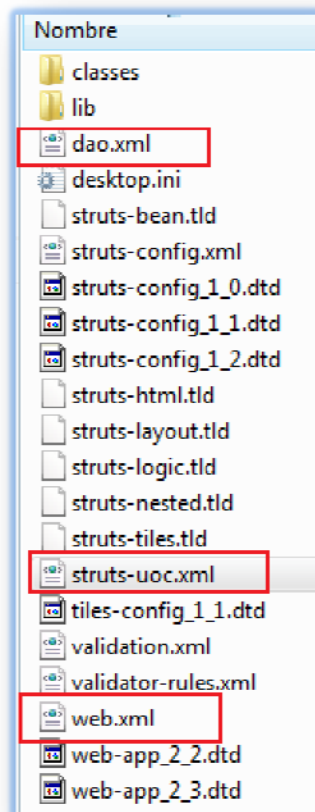 Nombre
classes
lib
dao.xml
desktop.ini
struts-bean.tld
struts-config.xml
struts-config_1_0.dtd
struts-config_1_1.dtd
struts-config_1_2.dtd
struts-html.tld
struts-layout.tld
struts-logic.tld
struts-nested.tld
struts-tiles.tld
struts-uoc.xml
tiles-config_1_1.dtd
validation.xml
validator-rules.xml
web.xml
web-app_2_2.dtd
web-app_2_3.dtd